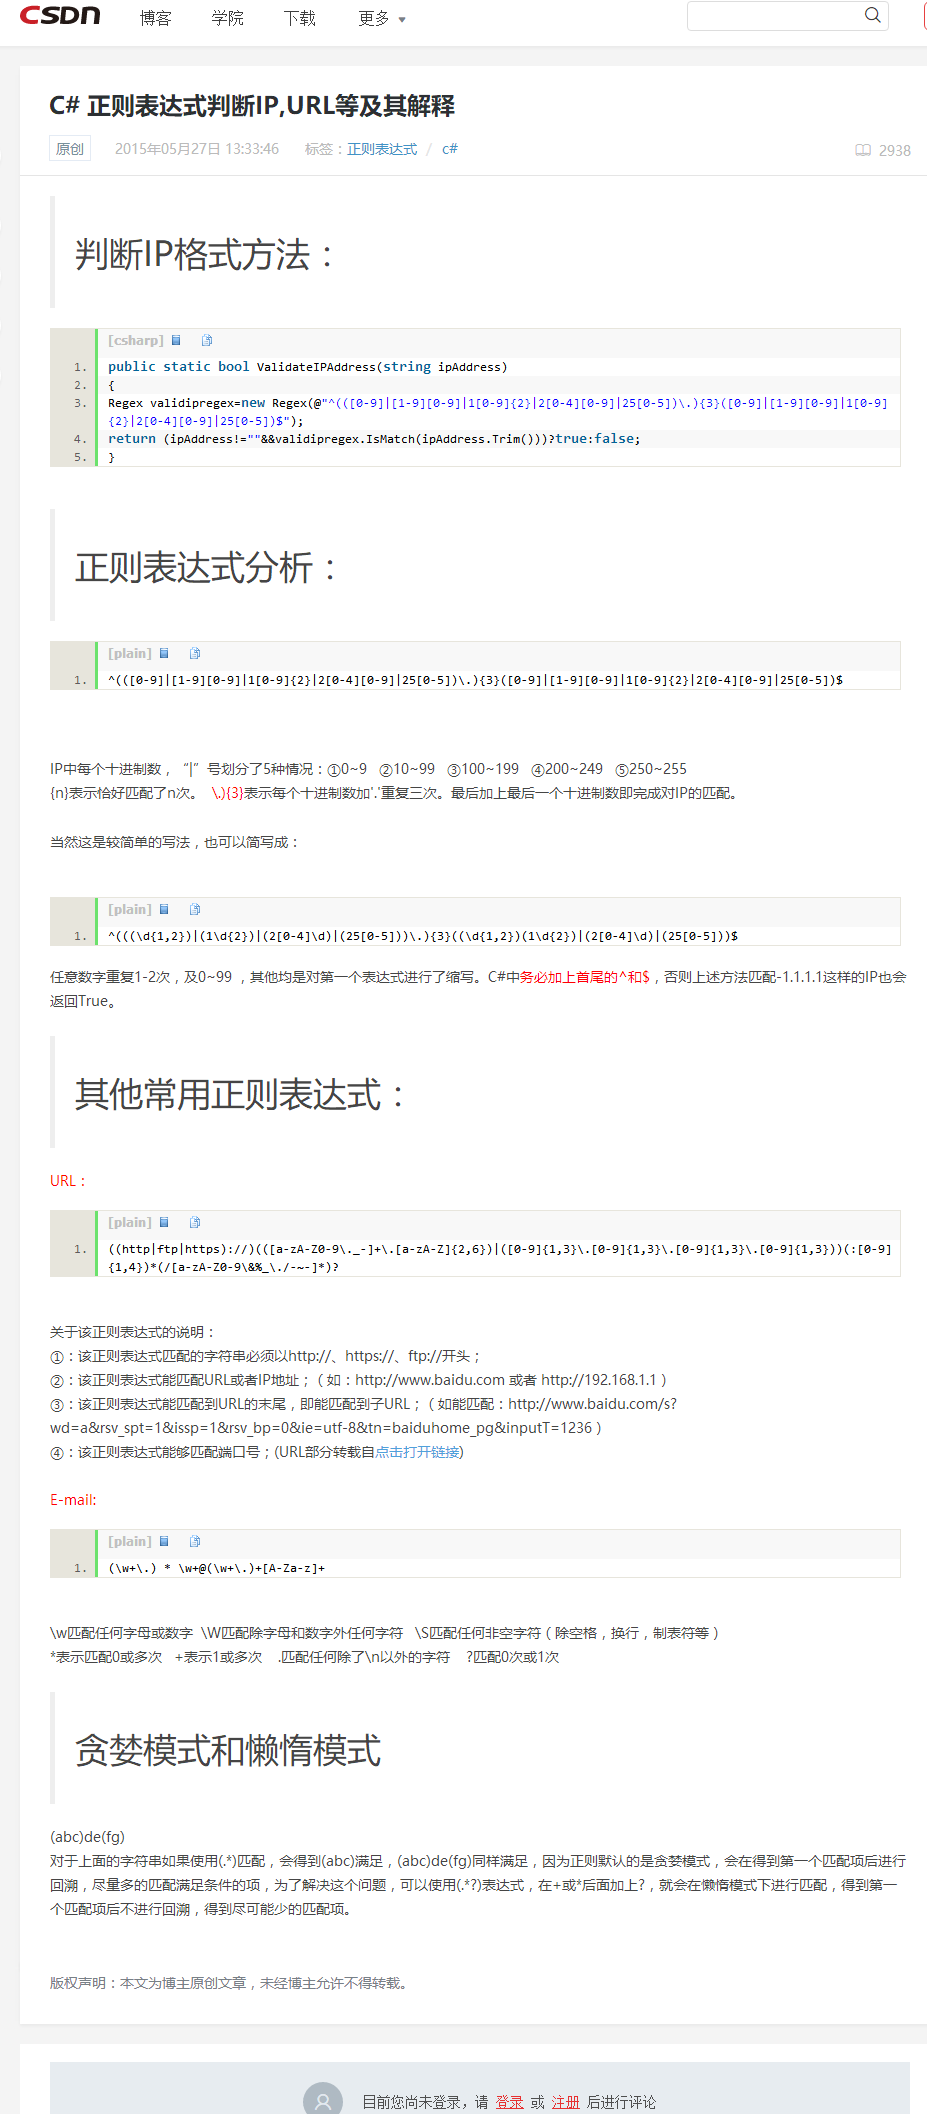 CSDN 博客 学院 下载 更多
C# 正则表达式判断IP,URL等及其解释
原创 2015年05月27日 13:33:46 标签：正则表达式 / c# 2938
判断IP格式方法：
[csharp]
1. public static bool ValidateIPAddress(string ipAddress)
2. {
3. Regex validipregex=new Regex(@"^(([0-9]|[1-9][0-9]|1[0-9]{2}|2[0-4][0-9]|25[0-5])\.){3}([0-9]|[1-9][0-9]|1[0-9]
{2}|2[0-4][0-9]|25[0-5])$");
4. return (ipAddress!=""&&validipregex.IsMatch(ipAddress.Trim()))?true:false;
5. }
正则表达式分析：
[plain]
1. ^(([0-9]|[1-9][0-9]|1[0-9]{2}|2[0-4][0-9]|25[0-5])\.){3}([0-9]|[1-9][0-9]|1[0-9]{2}|2[0-4][0-9]|25[0-5])$
IP中每个十进制数，“|”号划分了5种情况：①0~9 ②10~99 ③100~199 ④200~249 ⑤250~255
{n}表示恰好匹配了n次。 \.){3}表示每个十进制数加'.'重复三次。最后加上最后一个十进制数即完成对IP的匹配。
当然这是较简单的写法，也可以简写成：
[plain]
1. ^(((\d{1,2})|(1\d{2})|(2[0-4]\d)|(25[0-5]))\.){3}((\d{1,2})(1\d{2})|(2[0-4]\d)|(25[0-5]))$
任意数字重复1-2次，及0~99 ，其他均是对第一个表达式进行了缩写。C#中务必加上首尾的^和$，否则上述方法匹配-1.1.1.1这样的IP也会
返回True。
其他常用正则表达式：
URL：
[plain]
1. ((http|ftp|https)://)(([a-zA-Z0-9\._-]+\.[a-zA-Z]{2,6})|([0-9]{1,3}\.[0-9]{1,3}\.[0-9]{1,3}\.[0-9]{1,3}))(:[0-9]
{1,4})*(/[a-zA-Z0-9\&%_\./-~-]*)?
关于该正则表达式的说明：
①：该正则表达式匹配的字符串必须以http://、https://、ftp://开头；
②：该正则表达式能匹配URL或者IP地址；（如：http://www.baidu.com 或者 http://192.168.1.1）
③：该正则表达式能匹配到URL的末尾，即能匹配到子URL；（如能匹配：http://www.baidu.com/s?
wd=a&rsv_spt=1&issp=1&rsv_bp=0&ie=utf-8&tn=baiduhome_pg&inputT=1236）
④：该正则表达式能够匹配端口号；(URL部分转载自点击打开链接)
E-mail:
[plain]
1. (\w+\.) * \w+@(\w+\.)+[A-Za-z]+
\w匹配任何字母或数字 \W匹配除字母和数字外任何字符 \S匹配任何非空字符（除空格，换行，制表符等）
*表示匹配0或多次 +表示1或多次 .匹配任何除了\n以外的字符 ?匹配0次或1次
贪婪模式和懒惰模式
(abc)de(fg)
对于上面的字符串如果使用(.*)匹配，会得到(abc)满足，(abc)de(fg)同样满足，因为正则默认的是贪婪模式，会在得到第一个匹配项后进行
回溯，尽量多的匹配满足条件的项，为了解决这个问题，可以使用(.*?)表达式，在+或*后面加上?，就会在懒惰模式下进行匹配，得到第一
个匹配项后不进行回溯，得到尽可能少的匹配项。
版权声明：本文为博主原创文章，未经博主允许不得转载。
目前您尚未登录，请 登录 或 注册 后进行评论